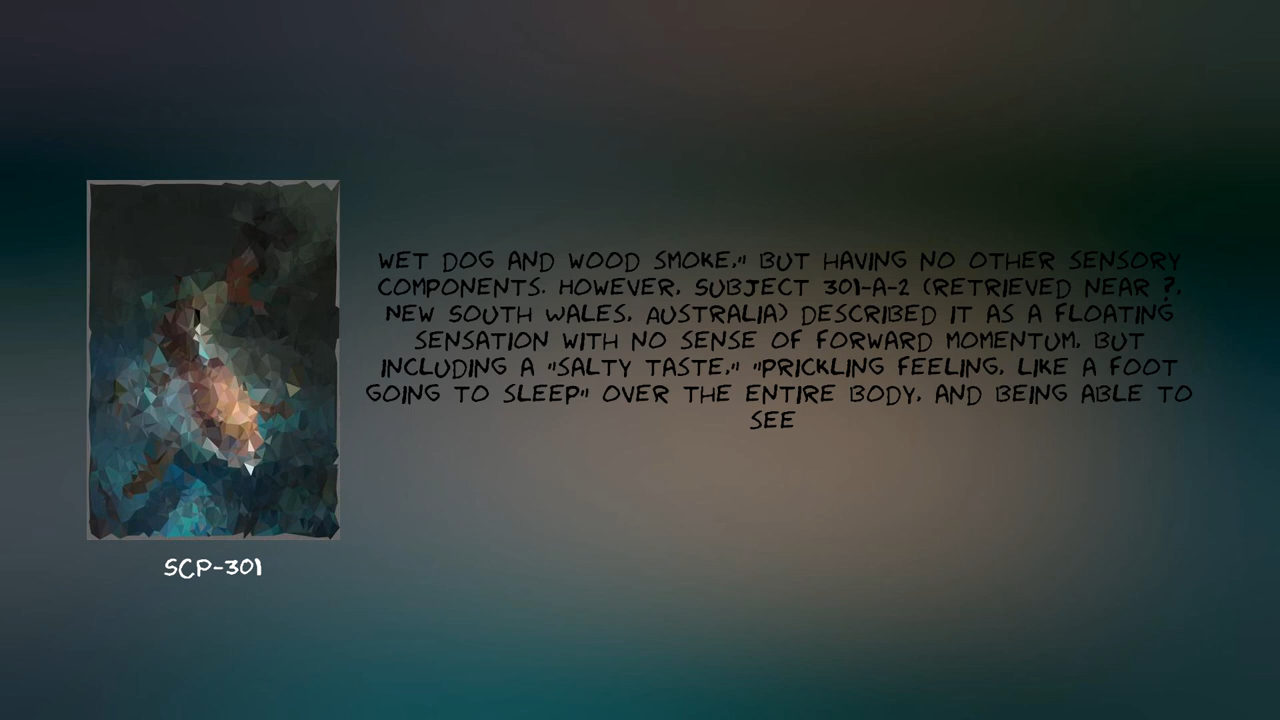 WET DOG AND WOOD SMOKE," BUT HAVING NO OTHER SENSORY
COMPONENTS. HOWEVER, SUBJECT 301-A-2 (RETRIEVED NEAR ?,
NEW SOUTH WALES, AUSTRALIA) DESCRIBED IT AS A FLOATING
SENSATION WITH NO SENSE OF FORWARD MOMENTUM, BUT
INCLUDING A "SALTY TASTE," "PRICKLING FEELING, LIKE A FOOT
GOING TO SLEEP" OVER THE ENTIRE BODY, AND BEING ABLE TO
SEE
SCP-301